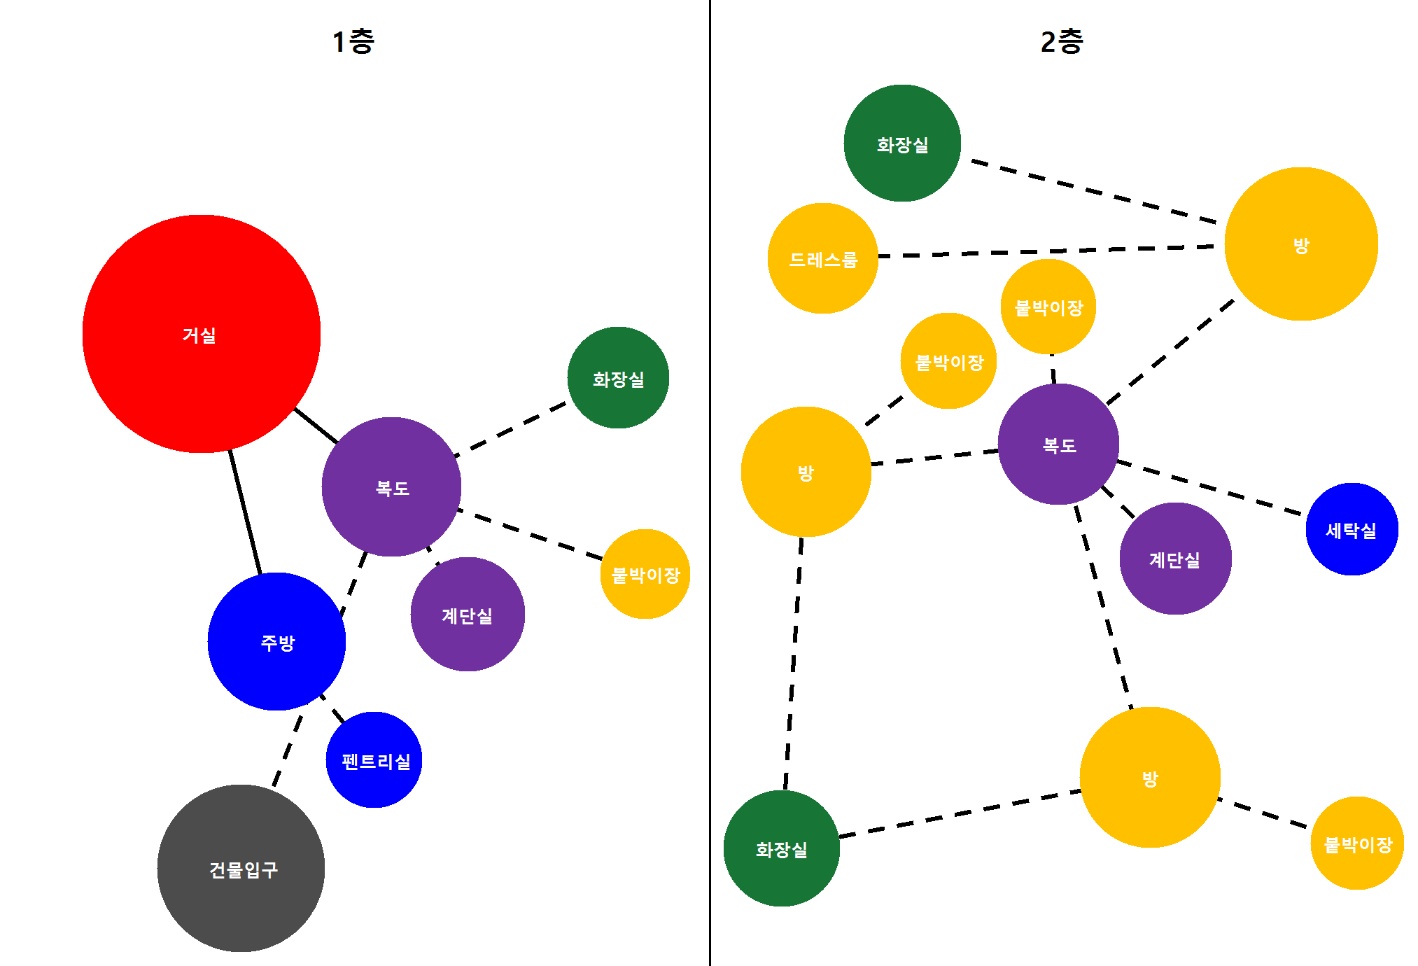 1층
거실
화장실
복도
붙박이장
계단실
주방
펜트리실
건물입구
2층
화장실
방
드레스룸
붙박이장
붙박이장
복도
방
세탁실
계단실
방
붙박이장
화장실